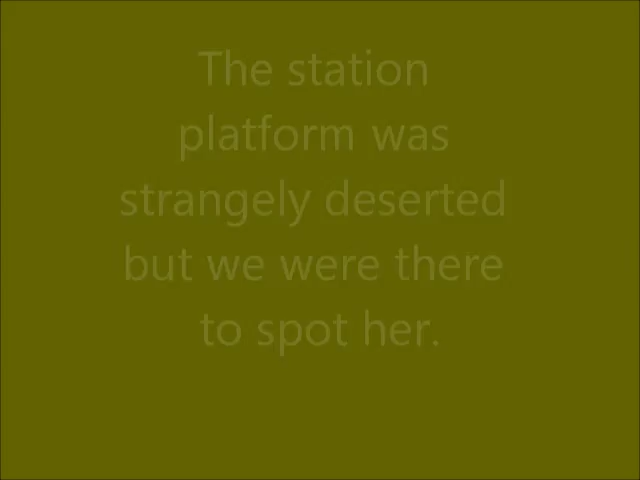 The station
platform was
strangely deserted
but we were there
to spot her.